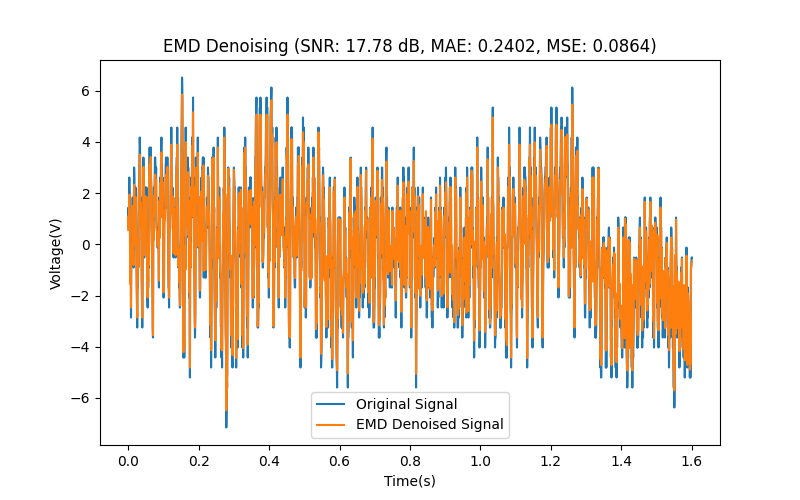 EMD Denoising (SNR: 17.78 dB, MAE: 0.2402, MSE: 0.0864)
6
4
2
0
−2
−4
−6
Voltage(V)
Original Signal
EMD Denoised Signal
0.0 0.2 0.4 0.6 0.8 1.0 1.2 1.4 1.6
Time(s)